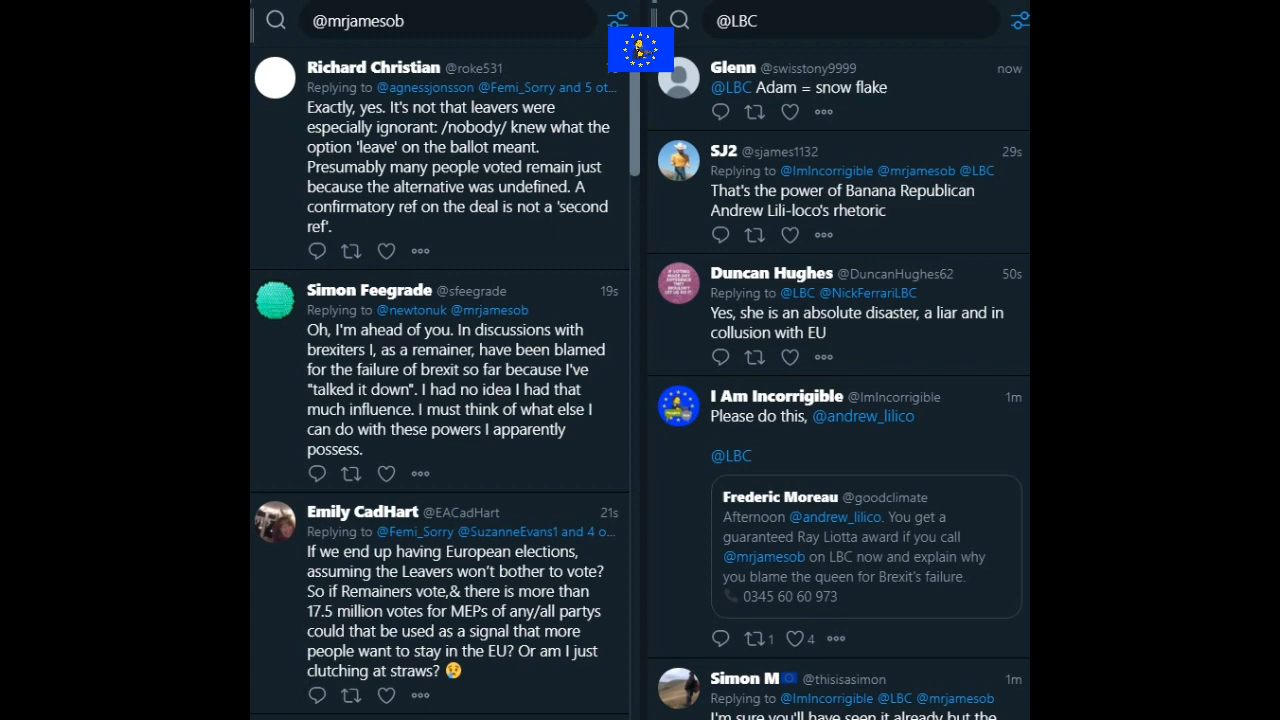 @mrjamesob
Richard Christian @roke531
Replying to @agnessjonsson @Femi_Sorry and 5 ot...
Exactly, yes. It's not that leavers were
especially ignorant: /nobody/ knew what the
option 'leave' on the ballot meant.
Presumably many people voted remain just
because the alternative was undefined. A
confirmatory ref on the deal is not a 'second
ref'.
Simon Feegrade @sfeegrade 19s
Replying to @newtonuk @mrjamesob
Oh, I'm ahead of you. In discussions with
brexiters I, as a remainer, have been blamed
for the failure of brexit so far because I've
"talked it down". I had no idea I had that
much influence. I must think of what else I
can do with these powers I apparently
possess.
Emily CadHart @EACadHart 21s
Replying to @Femi_Sorry @SuzanneEvans1 and 4 o...
If we end up having European elections,
assuming the Leavers won't bother to vote?
So if Remainers vote,& there is more than
17.5 million votes for MEPs of any/all partys
could that be used as a signal that more
people want to stay in the EU? Or am I just
clutching at straws? 😢
@LBC
Glenn @swisstony9999 now
@LBC Adam = snow flake
SJ2 @sjames1132 29s
Replying to @ImIncorrigible @mrjamesob @LBC
That's the power of Banana Republican
Andrew Lili-loco's rhetoric
Duncan Hughes @DuncanHughes62 50s
Replying to @LBC @NickFerrariLBC
Yes, she is an absolute disaster, a liar and in
collusion with EU
I Am Incorrigible @ImIncorrigible 1m
Please do this, @andrew_lilico
@LBC
Frederic Moreau @goodclimate
Afternoon @andrew_lilico. You get a
guaranteed Ray Liotta award if you call
@mrjamesob on LBC now and explain why
you blame the queen for Brexit's failure.
📞 0345 60 60 973
1 4
Simon M🇪🇺 @thisisasimon 1m
Replying to @ImIncorrigible @LBC @mrjamesob
I'm sure you'll have seen it already but the